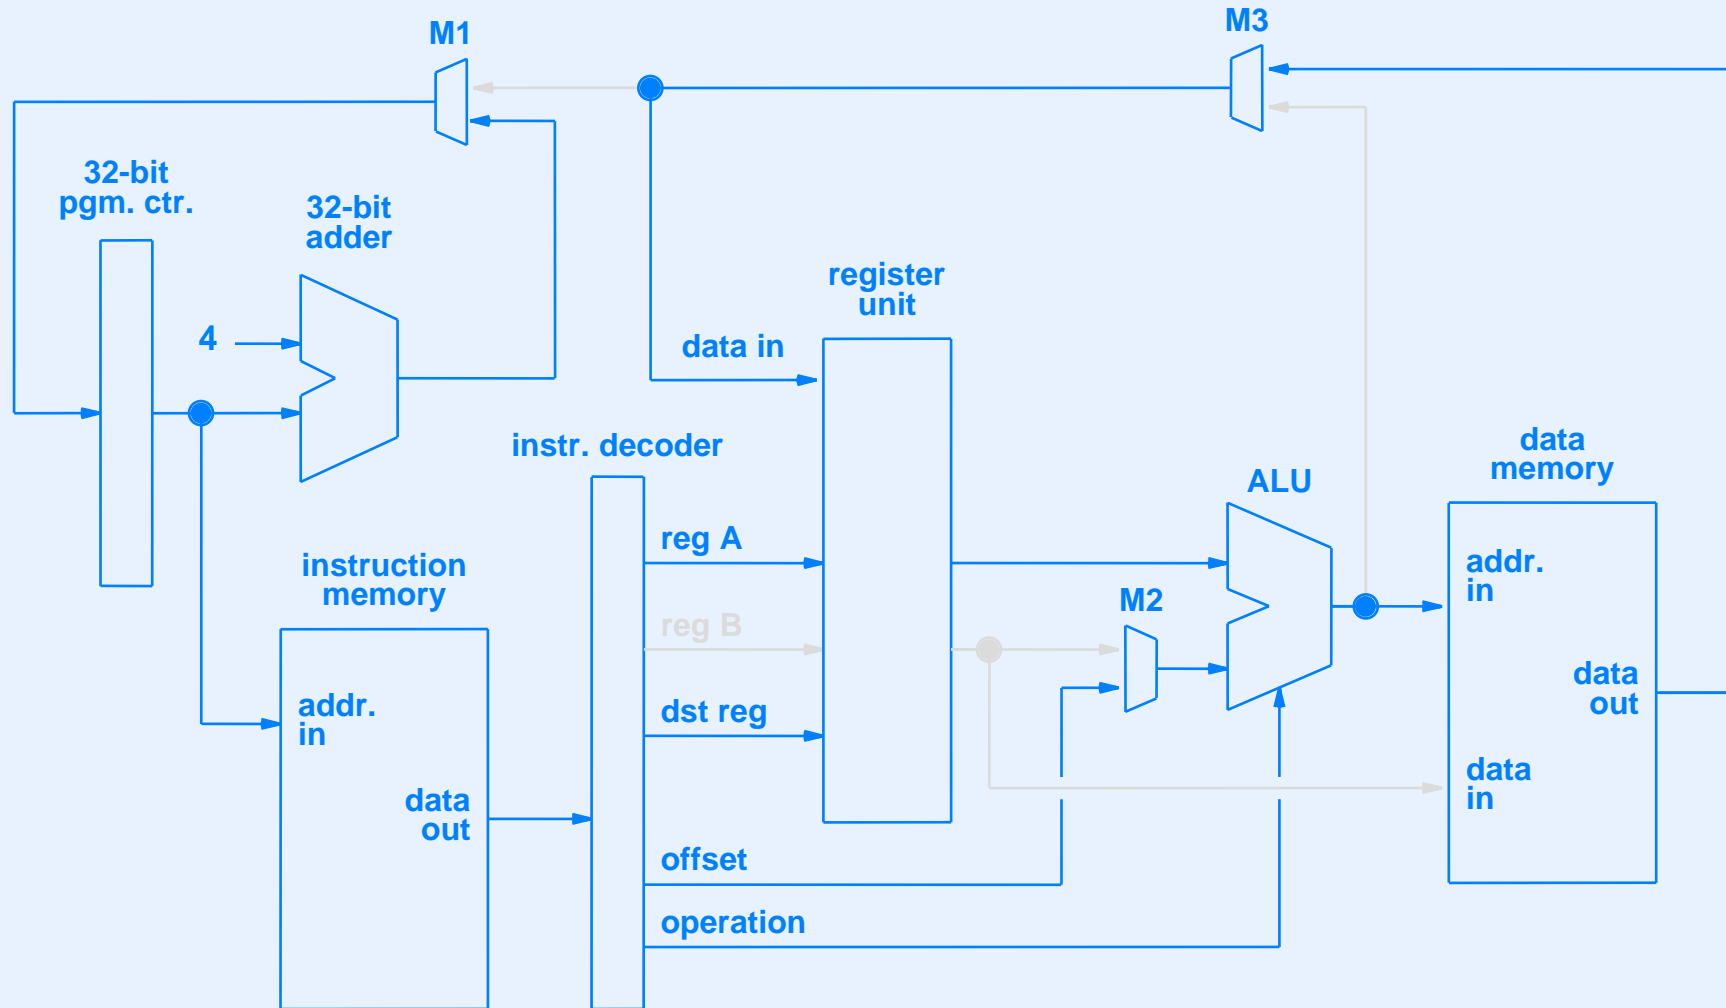 M1
M3
32-bit
pgm. ctr.
32-bit
adder
register
unit
4
data in
instr. decoder
data
memory
ALU
reg A
instruction
memory
addr.
in
M2
reg B
data
out
addr.
in
dst reg
data
in
data
out
offset
operation